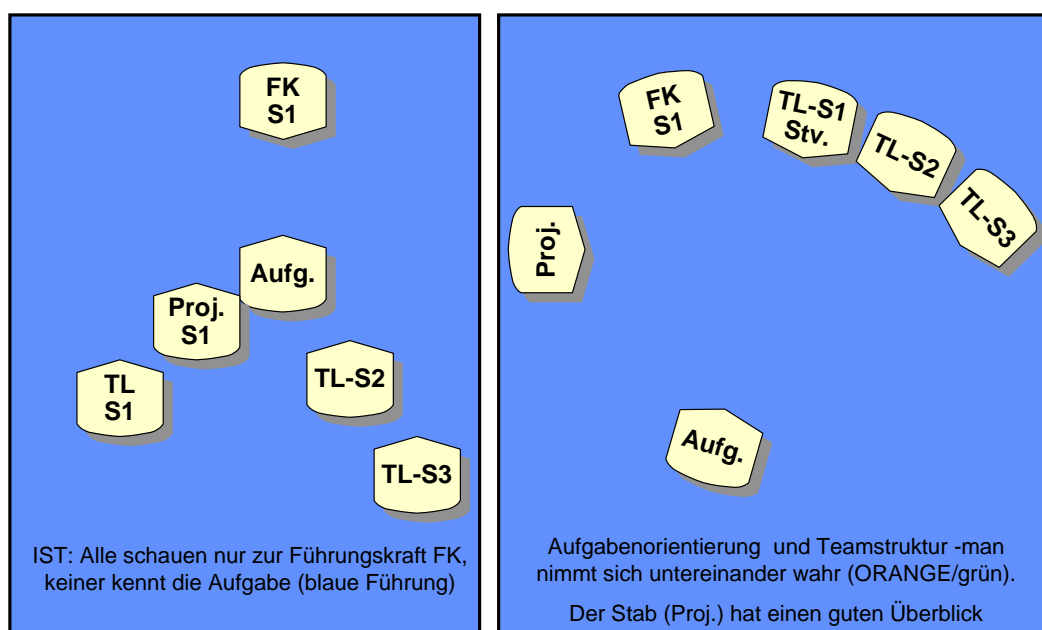 FK
S1
Aufg.
Proj.
S1
TL-S2
TL
S1
TL-S3
IST: Alle schauen nur zur Führungskraft FK,
keiner kennt die Aufgabe (blaue Führung)
FK
S1
TL-S1
Stv.
TL-S2
TL-S3
Proj.
Aufg.
Aufgabenorientierung und Teamstruktur -man
nimmt sich untereinander wahr (ORANGE/grün).
Der Stab (Proj.) hat einen guten Überblick